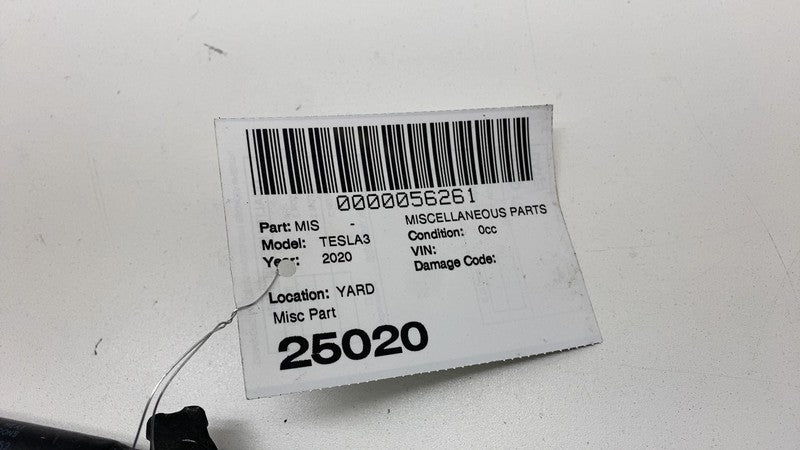 0000056261
Part: MIS - MISCELLANEOUS PARTS
Model: TESLA3 Condition: 0cc
Year: 2020 VIN:
Damage Code:
Location: YARD
Misc Part
25020